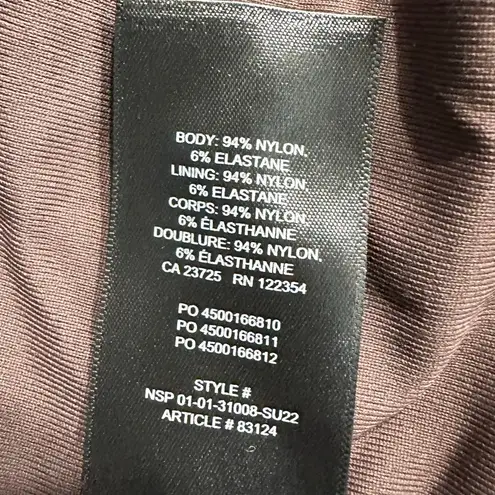 BODY: 94% NYLON,
6% ELASTANE
LINING: 94% NYLON,
6% ELASTANE
CORPS: 94% NYLON,
6% ÉLASTHANNE
DOUBLURE: 94% NYLON,
6% ÉLASTHANNE
CA 23725 RN 122354
PO 4500166810
PO 4500166811
PO 4500166812
STYLE #
NSP 01-01-31008-SU22
ARTICLE # 83124